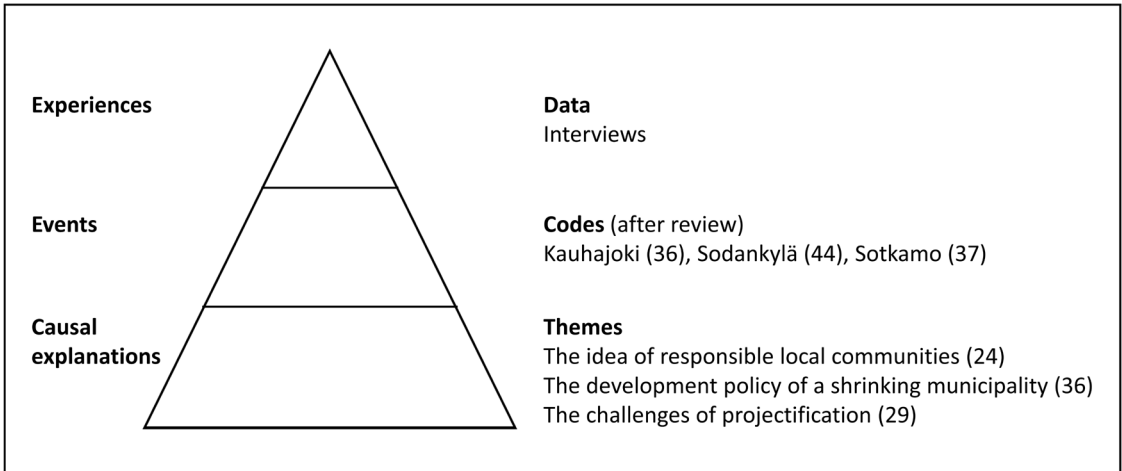 Experiences
Data
Interviews
Events
Codes (after review)
Kauhajoki (36), Sodankylä (44), Sotkamo (37)
Causal
explanations
Themes
The idea of responsible local communities (24)
The development policy of a shrinking municipality (36)
The challenges of projectification (29)